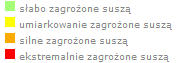 słabo zagrożone suszą
umiarkowanie zagrożone suszą
silne zagrożone suszą
ekstremalnie zagrożone suszą